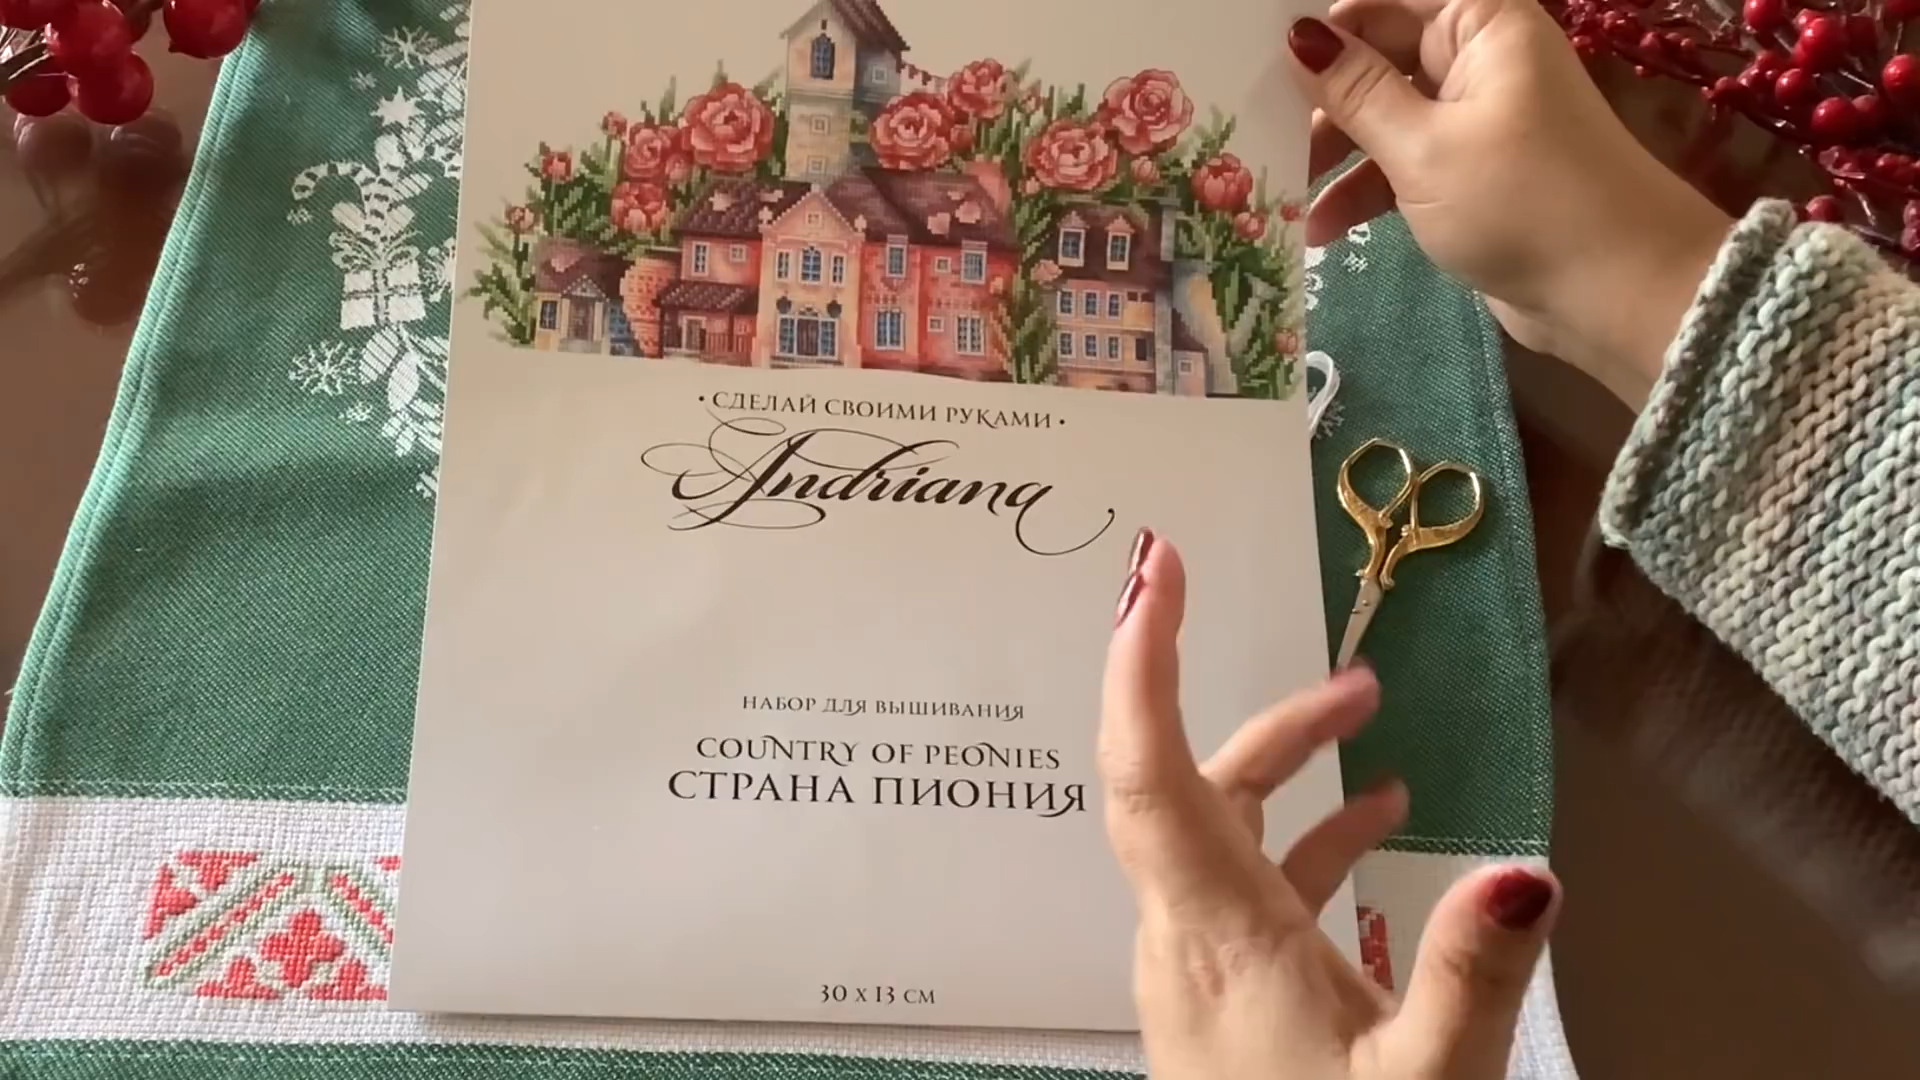 • СДЕЛАЙ СВОИМИ РУКАМИ •
Andriana
НАБОР ДЛЯ ВЫШИВАНИЯ
COUNTRY OF PEONIES
СТРАНА ПИОНИЯ
30 X 13 СМ